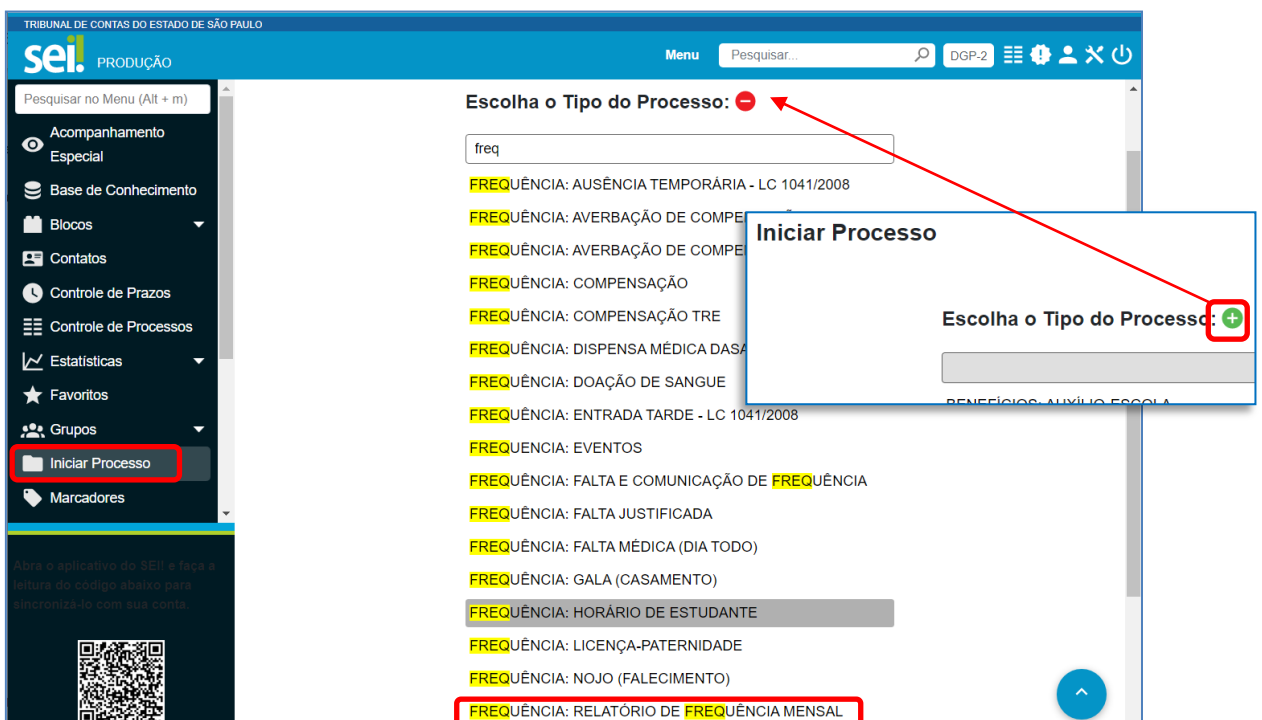 TRIBUNAL DE CONTAS DO ESTADO DE SÃO PAULO
sei! PRODUÇÃO
Menu
Pesquisar...
DGP-2
Pesquisar no Menu (Alt + m)
Acompanhamento
Especial
Base de Conhecimento
Blocos
Contatos
Controle de Prazos
Controle de Processos
Estatísticas
Favoritos
Grupos
Iniciar Processo
Marcadores
Abra o aplicativo do SEI! e faça a
leitura do código abaixo para
sincronizá-lo com sua conta.
Escolha o Tipo do Processo:
freq
FREQUÊNCIA: AUSÊNCIA TEMPORÁRIA - LC 1041/2008
FREQUÊNCIA: AVERBAÇÃO DE COMPE
FREQUÊNCIA: AVERBAÇÃO DE COMPE
FREQUÊNCIA: COMPENSAÇÃO
FREQUÊNCIA: COMPENSAÇÃO TRE
FREQUÊNCIA: DISPENSA MÉDICA DASA
FREQUÊNCIA: DOAÇÃO DE SANGUE
FREQUÊNCIA: ENTRADA TARDE - LC 1041/2008
FREQUENCIA: EVENTOS
FREQUÊNCIA: FALTA E COMUNICAÇÃO DE FREQUÊNCIA
FREQUÊNCIA: FALTA JUSTIFICADA
FREQUÊNCIA: FALTA MÉDICA (DIA TODO)
FREQUÊNCIA: GALA (CASAMENTO)
FREQUÊNCIA: HORÁRIO DE ESTUDANTE
FREQUÊNCIA: LICENÇA-PATERNIDADE
FREQUÊNCIA: NOJO (FALECIMENTO)
FREQUÊNCIA: RELATÓRIO DE FREQUÊNCIA MENSAL
Iniciar Processo
Escolha o Tipo do Processo:
BENEFÍCIOS: AUXÍLIO-ESCOLA